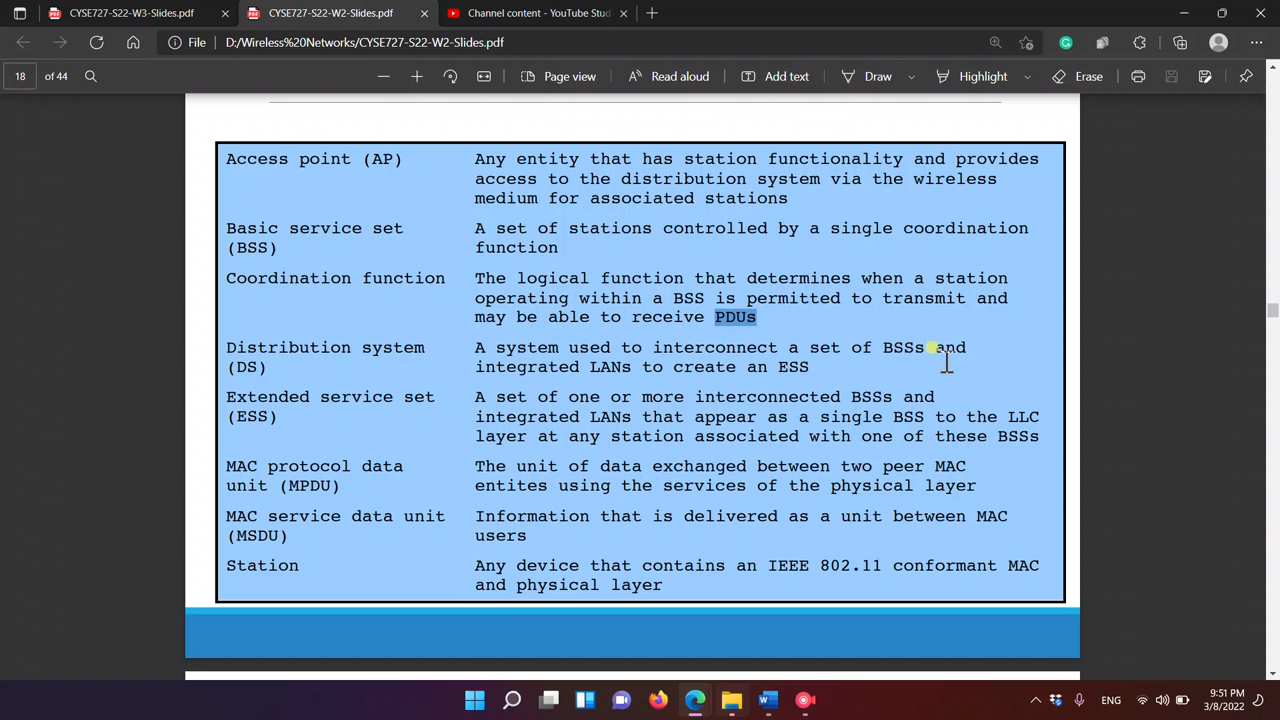 CYSE727-S22-W3-Slides.pdf
CYSE727-S22-W2-Slides.pdf
Channel content - YouTube Stud
File
D:/Wireless%20Networks/CYSE727-S22-W2-Slides.pdf
18 of 44
Page view
Read aloud
Add text
Draw
Highlight
Erase
Access point (AP)
Any entity that has station functionality and provides
access to the distribution system via the wireless
medium for associated stations
Basic service set
(BSS)
A set of stations controlled by a single coordination
function
Coordination function
The logical function that determines when a station
operating within a BSS is permitted to transmit and
may be able to receive PDUs
Distribution system
(DS)
A system used to interconnect a set of BSSs and
integrated LANs to create an ESS
Extended service set
(ESS)
A set of one or more interconnected BSSs and
integrated LANs that appear as a single BSS to the LLC
layer at any station associated with one of these BSSs
MAC protocol data
unit (MPDU)
The unit of data exchanged between two peer MAC
entites using the services of the physical layer
MAC service data unit
(MSDU)
Information that is delivered as a unit between MAC
users
Station
Any device that contains an IEEE 802.11 conformant MAC
and physical layer
ENG
9:51 PM
3/8/2022